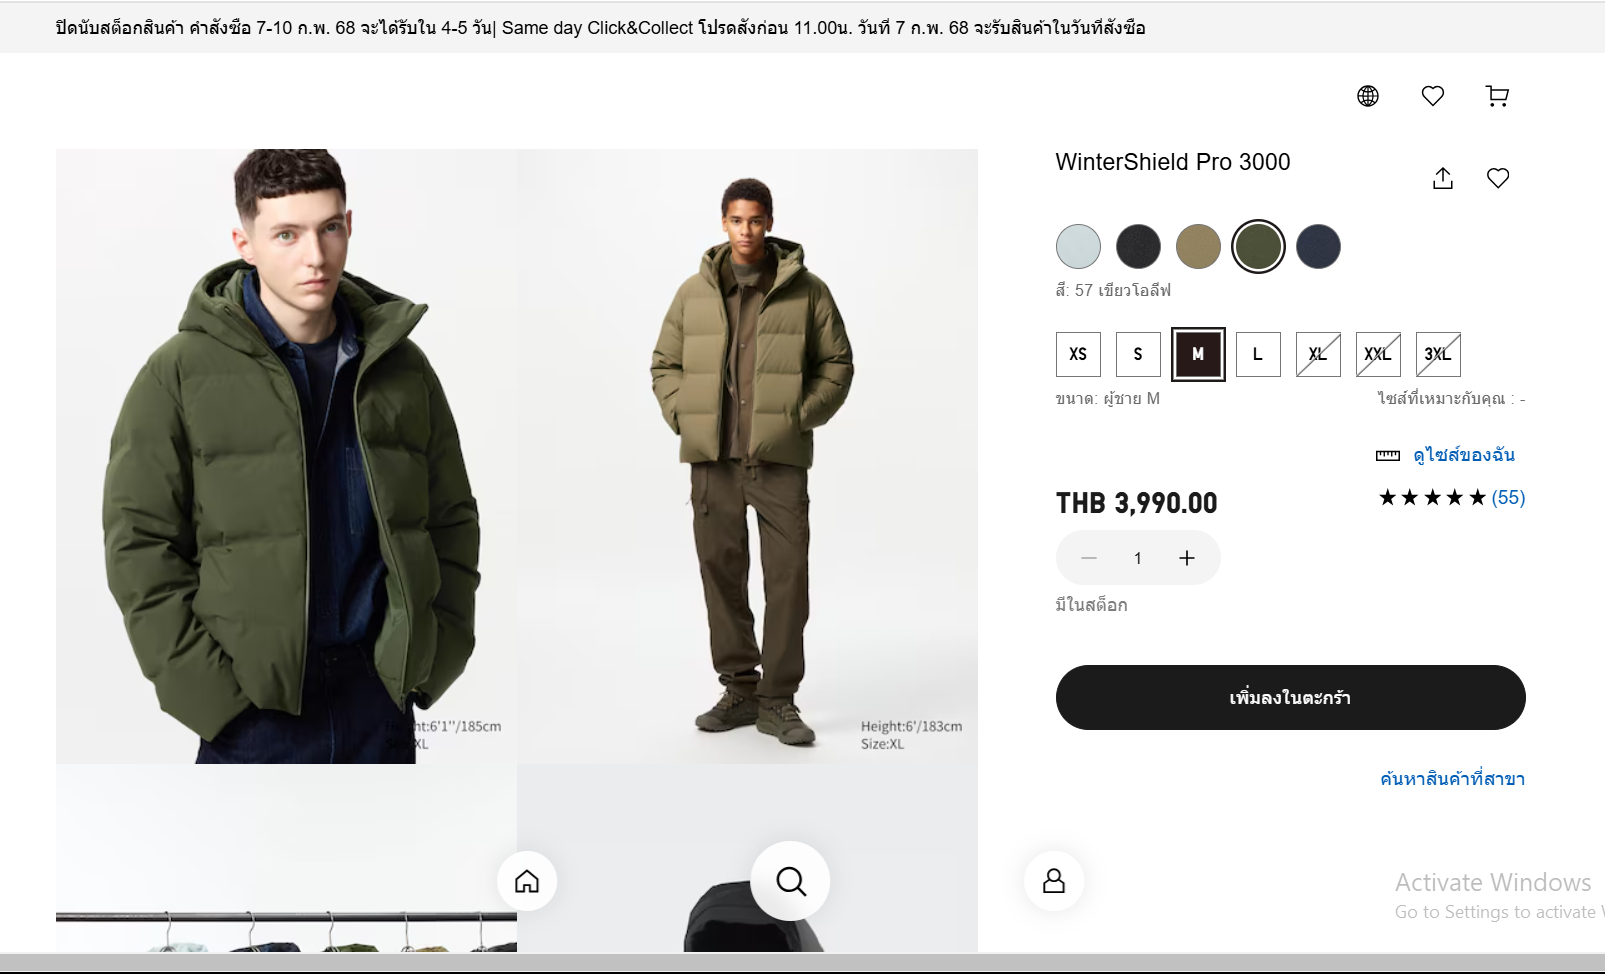 ปิดนับสต็อกสินค้า คำสั่งซื้อ 7-10 ก.พ. 68 จะได้รับใน 4-5 วัน| Same day Click&Collect โปรดสั่งก่อน 11.00น. วันที่ 7 ก.พ. 68 จะรับสินค้าในวันที่สั่งซื้อ
WinterShield Pro 3000
สี: 57 เขียวโอลีฟ
XS S M L XL XXL 3XL
ขนาด: ผู้ชาย M
ไซส์ที่เหมาะกับคุณ : -
ดูไซส์ของฉัน
THB 3,990.00
★★★★★ (55)
1
มีในสต็อก
เพิ่มลงในตะกร้า
ค้นหาสินค้าที่สาขา
Height:6'1''/185cm
Size:XL
Height:6'/183cm
Size:XL
Activate Windows
Go to Settings to activate